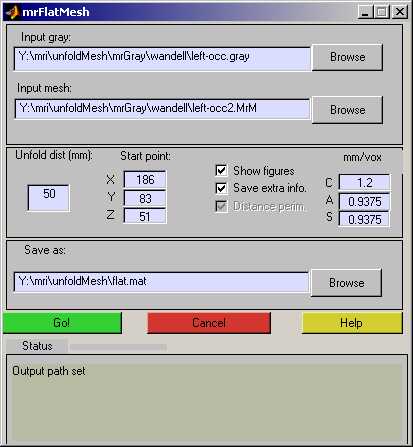 mrFlatMesh
Input gray:
Y:\mri\unfoldMesh\mrGray\wandell\left-occ.gray
Browse
Input mesh:
Y:\mri\unfoldMesh\mrGray\wandell\left-occ2.MrM
Browse
Unfold dist (mm):
Start point:
mm/vox
50
X 186
Y 83
Z 51
Show figures
Save extra info.
Distance perim.
C 1.2
A 0.9375
S 0.9375
Save as:
Y:\mri\unfoldMesh\flat.mat
Browse
Go!
Cancel
Help
Status
Output path set